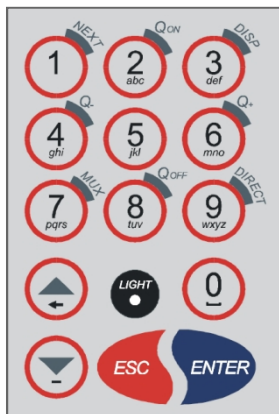 NEXT QON DISP
1 2 3
abc def
Q- Q+
4 5 6
ghi jkl mno
MUX QOFF DIRECT
7 8 9
pqrs tuv wxyz
LIGHT 0
ESC ENTER